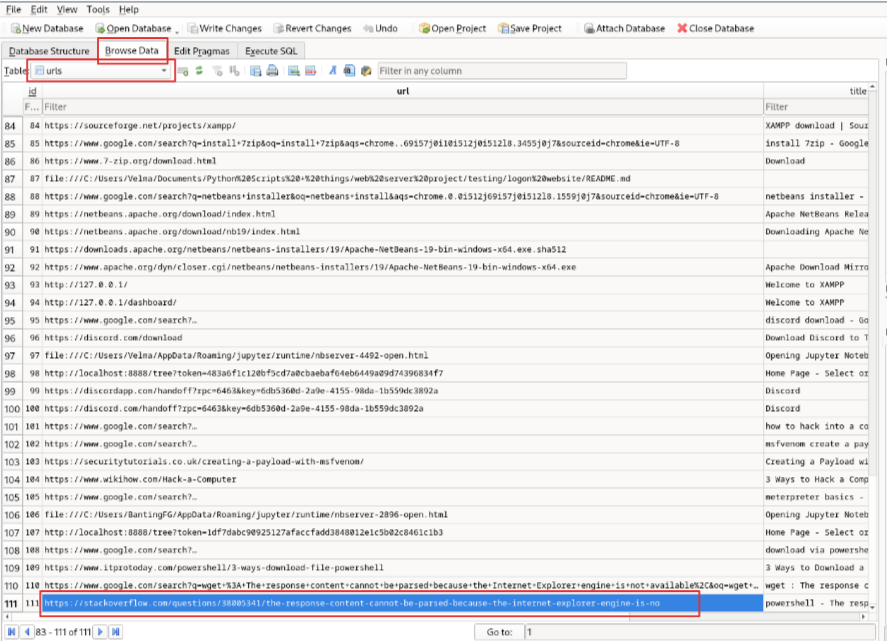 File Edit View Tools Help
New Database Open Database Write Changes Revert Changes Undo Open Project Save Project Attach Database Close Database
Database Structure Browse Data Edit Pragmas Execute SQL
Table: urls Filter in any column
id url title
F... Filter Filter
84 84 https://sourceforge.net/projects/xampp/ XAMPP download | Sour
85 85 https://www.google.com/search?q=install+7zip&oq=install+7zip&aqs=chrome..69i57j0i10i512j0i512l8.3455j0j7&sourceid=chrome&ie=UTF-8 install 7zip - Google
86 86 https://www.7-zip.org/download.html Download
87 87 file:///C:/Users/Velma/Documents/Python%20Scripts%20+%20things/web%20server%20project/testing/logon%20website/README.md
88 88 https://www.google.com/search?q=netbeans+installer&oq=netbeans+install&aqs=chrome.0.0i512j69i57j0i512l8.1559j0j7&sourceid=chrome&ie=UTF-8 netbeans installer -
89 89 https://netbeans.apache.org/download/index.html Apache NetBeans Relea
90 90 https://netbeans.apache.org/download/nb19/index.html Downloading Apache Ne
91 91 https://downloads.apache.org/netbeans/netbeans-installers/19/Apache-NetBeans-19-bin-windows-x64.exe.sha512
92 92 https://www.apache.org/dyn/closer.cgi/netbeans/netbeans-installers/19/Apache-NetBeans-19-bin-windows-x64.exe Apache Download Mirro
93 93 http://127.0.0.1/ Welcome to XAMPP
94 94 http://127.0.0.1/dashboard/ Welcome to XAMPP
95 95 https://www.google.com/search?… discord download - Go
96 96 https://discord.com/download Download Discord to T
97 97 file:///C:/Users/Velma/AppData/Roaming/jupyter/runtime/nbserver-4492-open.html Opening Jupyter Noteb
98 98 http://localhost:8888/tree?token=483a6f1c120bf5cd7a0cbaebaf64eb6449a09d74396834f7 Home Page - Select or
99 99 https://discordapp.com/handoff?rpc=6463&key=6db5360d-2a9e-4155-98da-1b559dc3892a Discord
100 100 https://discord.com/handoff?rpc=6463&key=6db5360d-2a9e-4155-98da-1b559dc3892a Discord
101 101 https://www.google.com/search?… how to hack into a co
102 102 https://www.google.com/search?… msfvenom create a pay
103 103 https://securitytutorials.co.uk/creating-a-payload-with-msfvenom/ Creating a Payload wi
104 104 https://www.wikihow.com/Hack-a-Computer 3 Ways to Hack a Comp
105 105 https://www.google.com/search?… meterpreter basics -
106 106 file:///C:/Users/BantingFG/AppData/Roaming/jupyter/runtime/nbserver-2896-open.html Opening Jupyter Noteb
107 107 http://localhost:8888/tree?token=1df7dabc90925127afaccfadd3848012e1c5b02c8461c1b3 Home Page - Select or
108 108 https://www.google.com/search?… download via powershe
109 109 https://www.itprotoday.com/powershell/3-ways-download-file-powershell 3 Ways to Download a
110 110 https://www.google.com/search?q=wget+%3A+The+response+content+cannot+be+parsed+because+the+Internet+Explorer+engine+is+not+available%2C&oq=wget+… wget : The response c
111 111 https://stackoverflow.com/questions/38005341/the-response-content-cannot-be-parsed-because-the-internet-explorer-engine-is-no powershell - The resp
83 - 111 of 111 Go to: 1